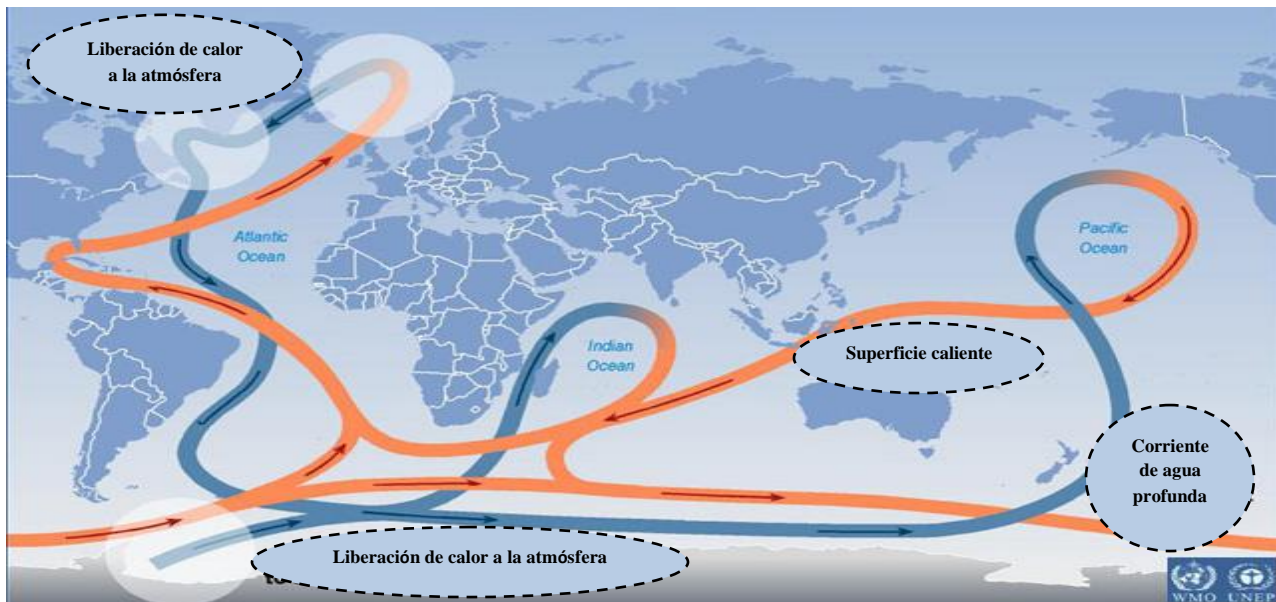 Liberación de calor
a la atmósfera
Atlantic
Ocean
Pacific
Ocean
Indian
Ocean
Superficie caliente
Corriente
de agua
profunda
Liberación de calor a la atmósfera
WMO UNEP